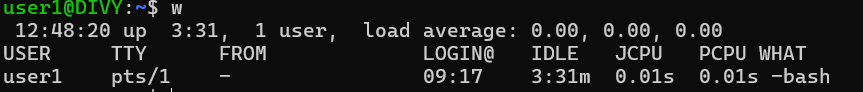 user1@DIVY:~$ w
 12:48:20 up  3:31,  1 user,  load average: 0.00, 0.00, 0.00
USER     TTY      FROM             LOGIN@   IDLE   JCPU   PCPU WHAT
user1    pts/1    -                09:17    3:31m  0.01s  0.01s -bash